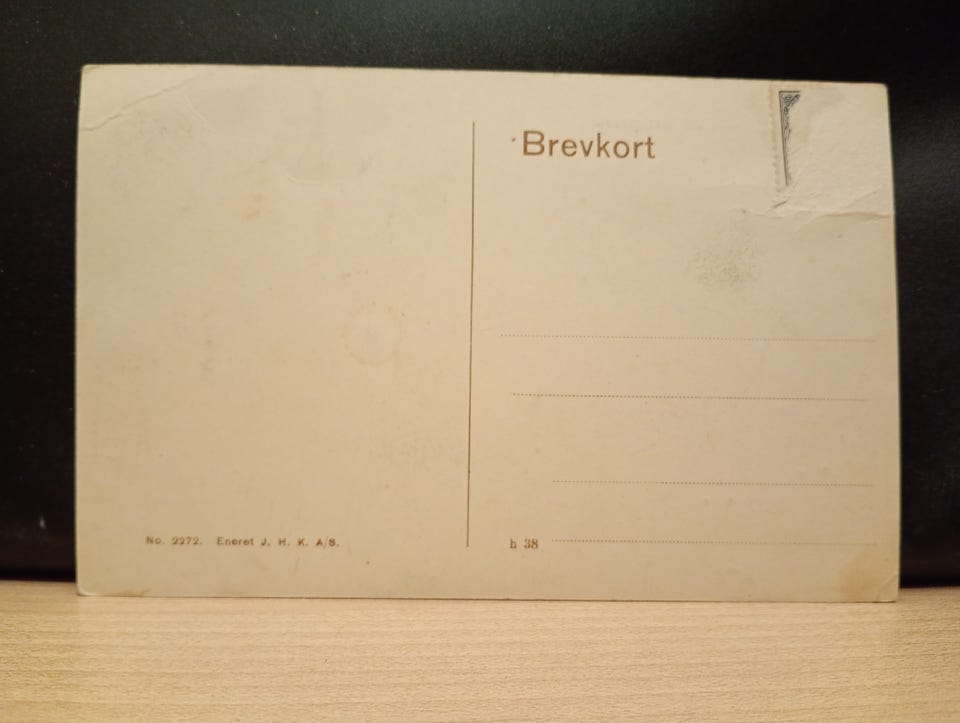 Brevkort
No. 2272. Eneret J. H. K. A/S.
h 38